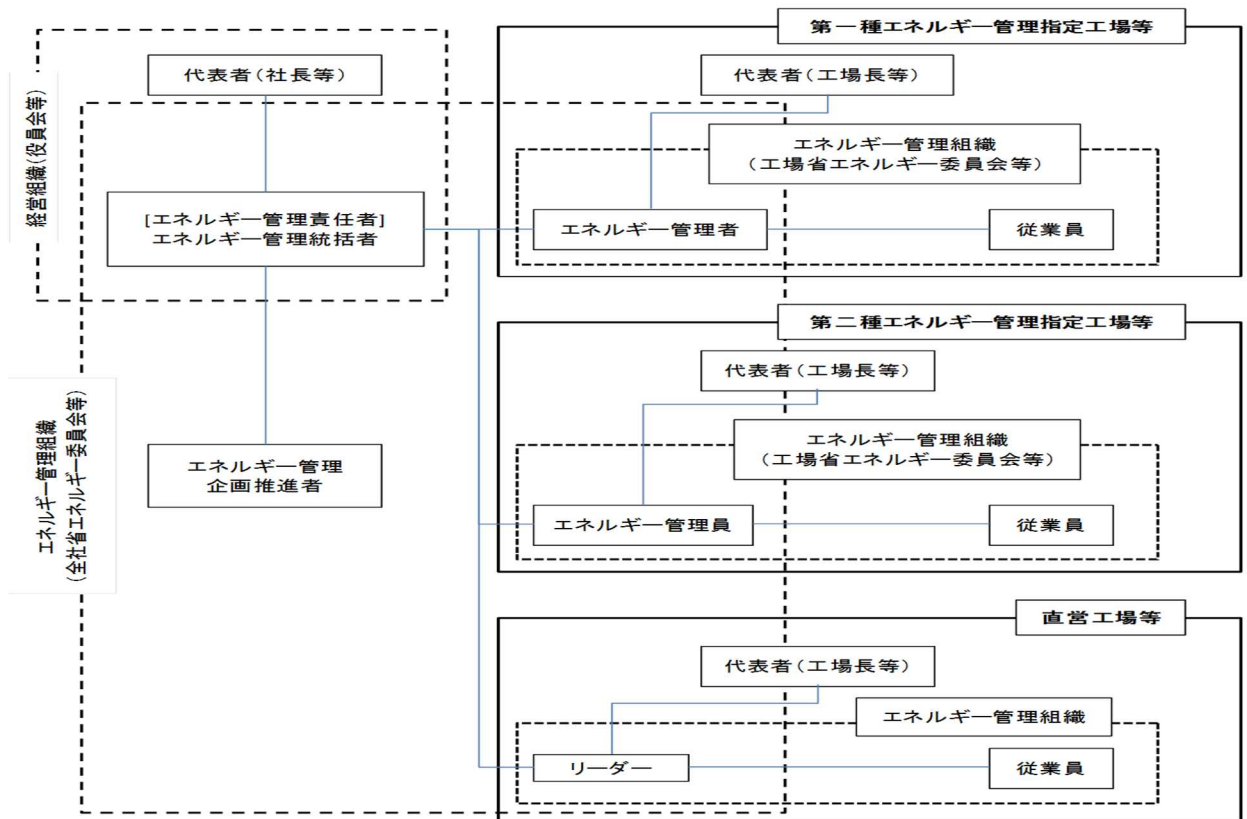 経営組織(役員会等)
代表者(社長等)
[エネルギー管理責任者]
エネルギー管理統括者
エネルギー管理組織
(全社省エネルギー委員会等)
エネルギー管理
企画推進者
第一種エネルギー管理指定工場等
代表者(工場長等)
エネルギー管理組織
(工場省エネルギー委員会等)
エネルギー管理者
従業員
第二種エネルギー管理指定工場等
代表者(工場長等)
エネルギー管理組織
(工場省エネルギー委員会等)
エネルギー管理員
従業員
直営工場等
代表者(工場長等)
エネルギー管理組織
リーダー
従業員